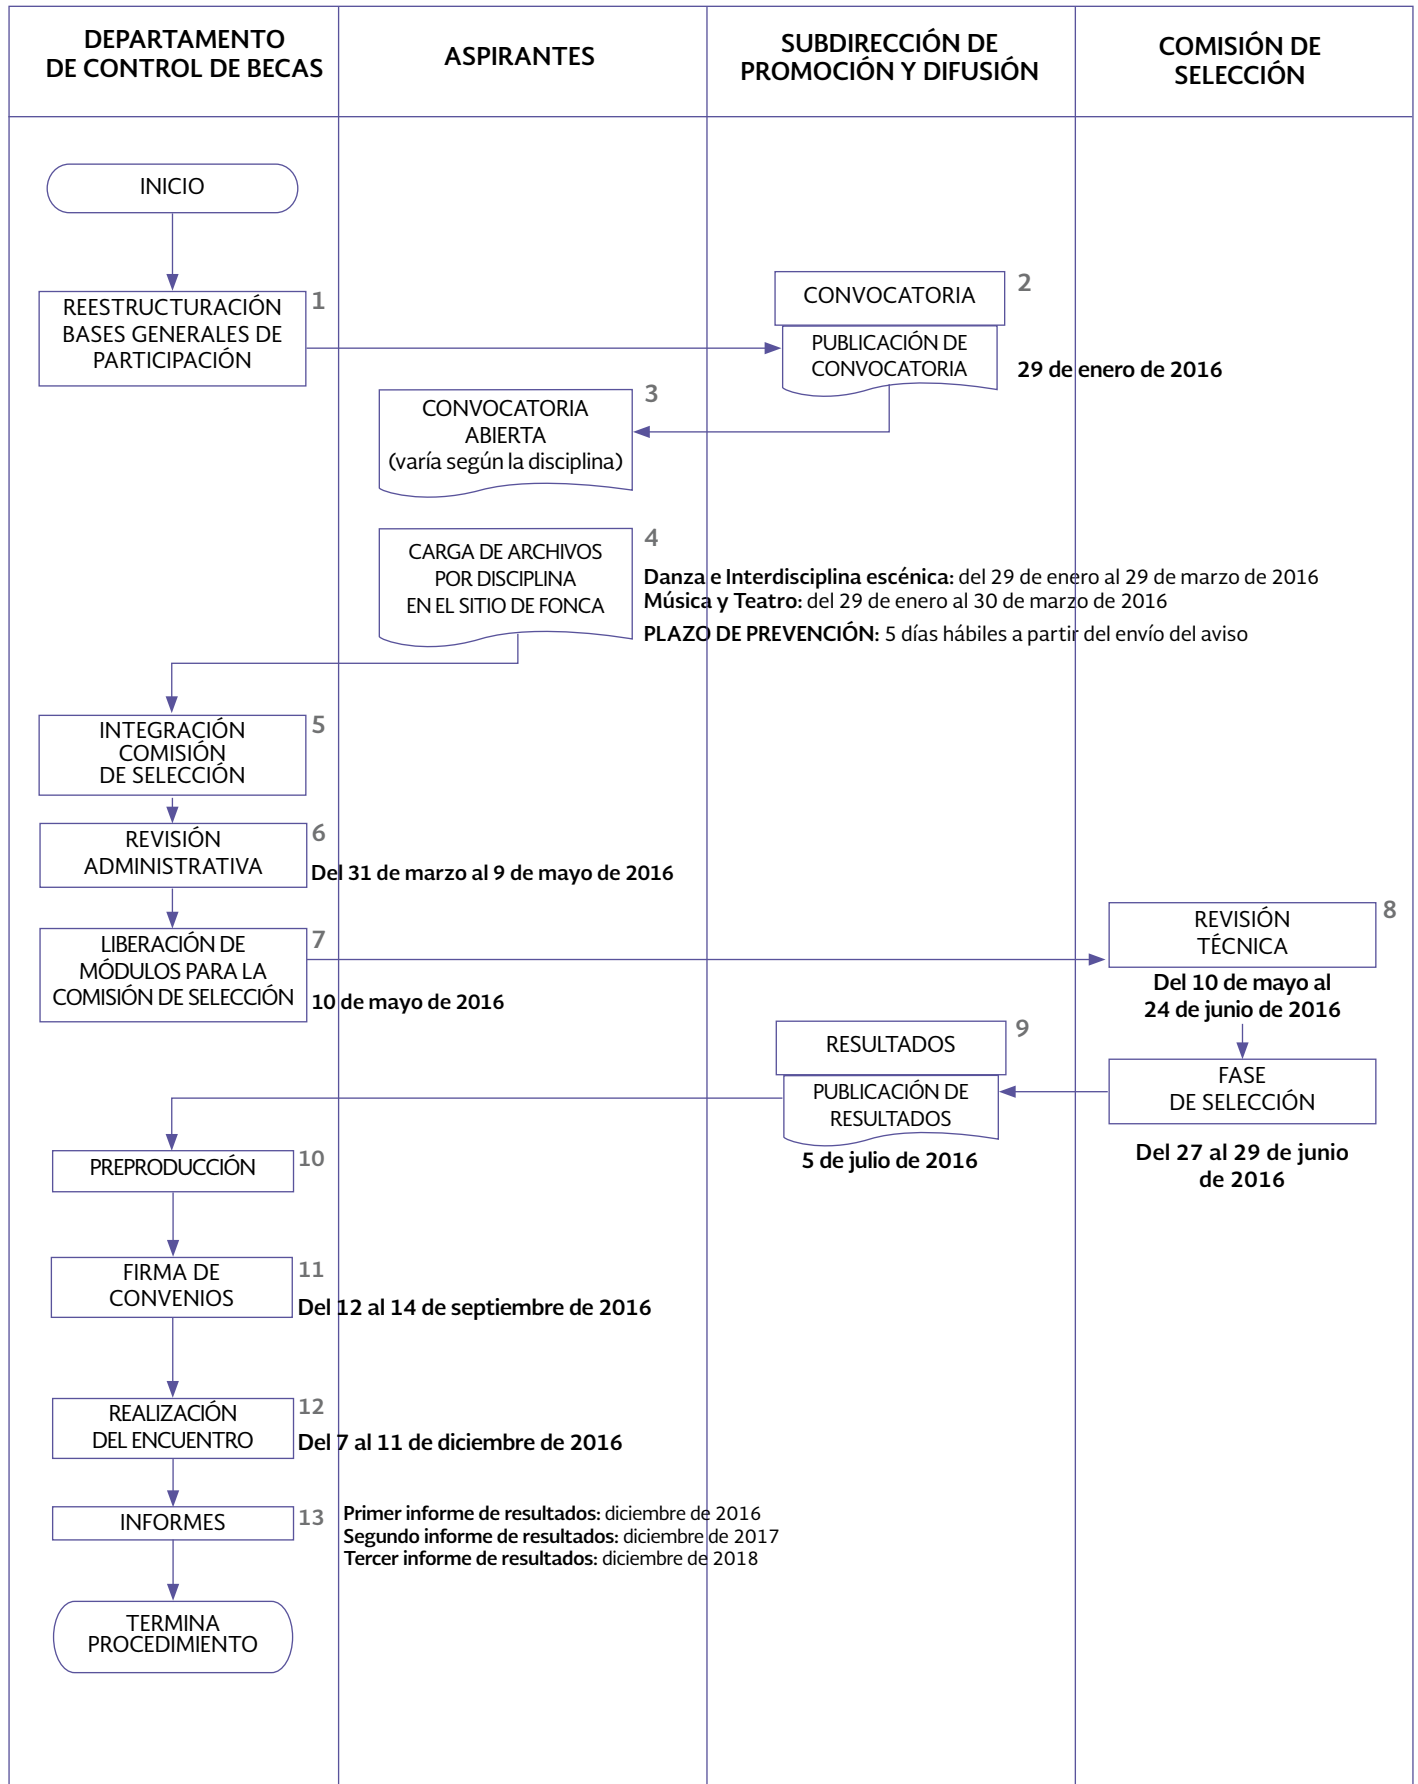 DEPARTAMENTO
DE CONTROL DE BECAS
ASPIRANTES
SUBDIRECCIÓN DE
PROMOCIÓN Y DIFUSIÓN
COMISIÓN DE
SELECCIÓN
INICIO
REESTRUCTURACIÓN
BASES GENERALES DE
PARTICIPACIÓN
1
CONVOCATORIA
2
PUBLICACIÓN DE
CONVOCATORIA
29 de enero de 2016
CONVOCATORIA
ABIERTA
(varía según la disciplina)
3
CARGA DE ARCHIVOS
POR DISCIPLINA
EN EL SITIO DE FONCA
4
Danza e Interdisciplina escénica: del 29 de enero al 29 de marzo de 2016
Música y Teatro: del 29 de enero al 30 de marzo de 2016
PLAZO DE PREVENCIÓN: 5 días hábiles a partir del envío del aviso
INTEGRACIÓN
COMISIÓN
DE SELECCIÓN
5
REVISIÓN
ADMINISTRATIVA
6
Del 31 de marzo al 9 de mayo de 2016
LIBERACIÓN DE
MÓDULOS PARA LA
COMISIÓN DE SELECCIÓN
7
10 de mayo de 2016
REVISIÓN
TÉCNICA
8
Del 10 de mayo al
24 de junio de 2016
FASE
DE SELECCIÓN
Del 27 al 29 de junio
de 2016
RESULTADOS
9
PUBLICACIÓN DE
RESULTADOS
5 de julio de 2016
PREPRODUCCIÓN
10
FIRMA DE
CONVENIOS
11
Del 12 al 14 de septiembre de 2016
REALIZACIÓN
DEL ENCUENTRO
12
Del 7 al 11 de diciembre de 2016
INFORMES
13
Primer informe de resultados: diciembre de 2016
Segundo informe de resultados: diciembre de 2017
Tercer informe de resultados: diciembre de 2018
TERMINA
PROCEDIMIENTO